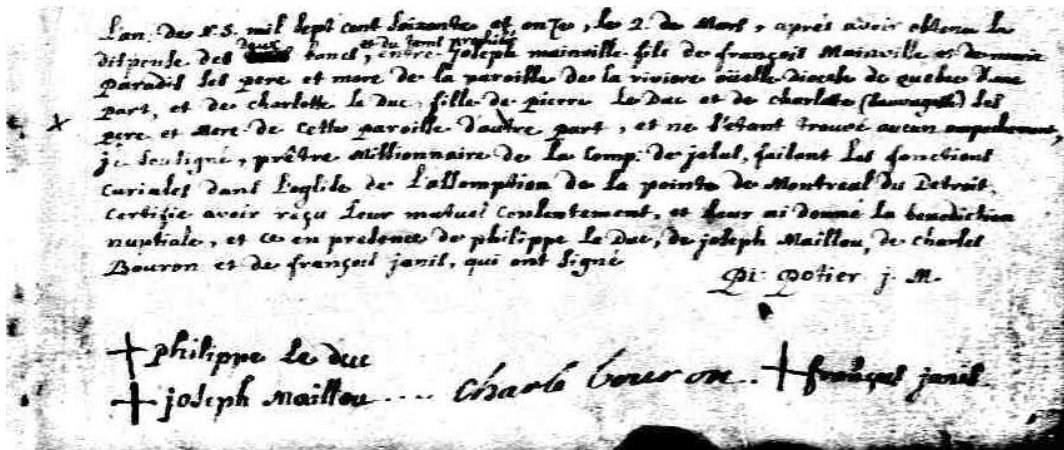 L'an de N.S. mil sept cent soixante et onze, le 2. de Mars, après avoir obtenu la
deux et du tems prohibé
dispense des bans, entre Joseph mainville fils de françois Mainville et de marie
Paradis ses pere et mere de la paroisse de la riviere oüelle Diocese de quebec d'une
part, et de charlotte le Duc, fille de pierre Le Duc et de charlotte (sauvagesse) ses
x pere et mere de cette paroisse d'autre part, et ne s'etant trouvé aucun empechement,
je soussigné, prêtre Missionnaire de la Comp. de jesus, faisant les fonctions
curiales dans l'eglise de L'assomption de la pointe de Montreal du Detroit,
certifie avoir reçu leur mutuel consentement, et leur ai donné la benediction
nuptiale, et ce en presence de philippe le Duc, de joseph Maillou, de charles
Bouron et de françois janis, qui ont signé
Pr. Potier j. M.
+ philippe le duc
+ joseph Maillou .... charle bouron .. + françois janis